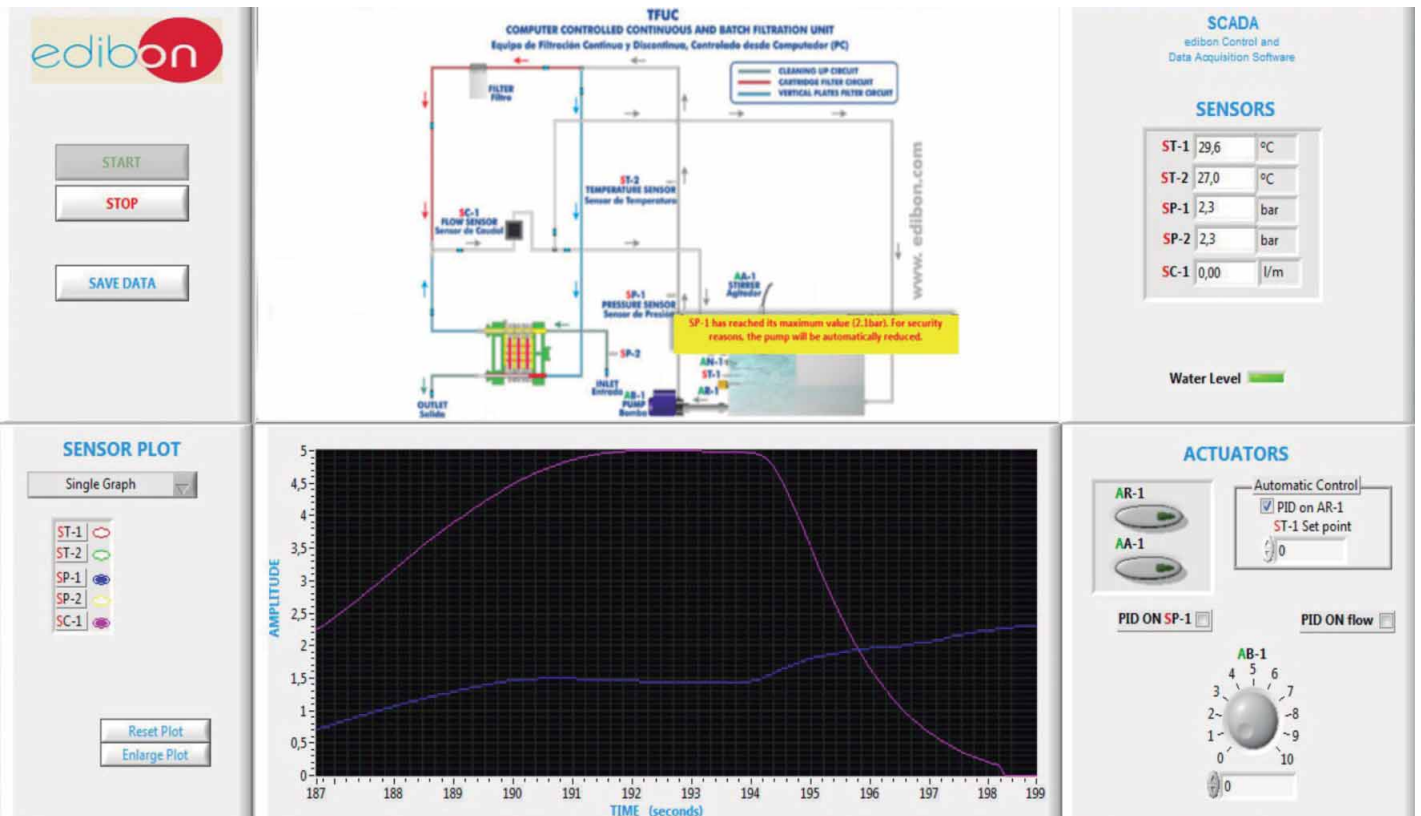 edibon
START
STOP
SAVE DATA
TFUC
COMPUTER CONTROLLED CONTINUOUS AND BATCH FILTRATION UNIT
Equipo de Filtración Continua y Discontinua, Controlado desde Computador (PC)
CLEANING UP CIRCUIT
CARTRIDGE FILTER CIRCUIT
VERTICAL PLATES FILTER CIRCUIT
FILTER
Filtro
ST-2
TEMPERATURE SENSOR
Sensor de Temperatura
SC-1
FLOW SENSOR
Sensor de Caudal
www. edibon.com
AA-1
STIRRER
Agitador
SP-1
PRESSURE SENSOR
Sensor de Presión
SP-1 has reached its maximum value (2.1bar). For security
reasons, the pump will be automatically reduced.
SP-2
AN-1
ST-1
AR-1
INLET
Entrada
AB-1
PUMP
Bomba
OUTLET
Salida
SCADA
edibon Control and
Data Acquisition Software
SENSORS
ST-1 29,6 ºC
ST-2 27,0 ºC
SP-1 2,3 bar
SP-2 2,3 bar
SC-1 0,00 l/m
Water Level
SENSOR PLOT
Single Graph
ST-1
ST-2
SP-1
SP-2
SC-1
Reset Plot
Enlarge Plot
AMPLITUDE
5
4,5
4
3,5
3
2,5
2
1,5
1
0,5
0
187 188 189 190 191 192 193 194 195 196 197 198 199
TIME (seconds)
ACTUATORS
AR-1
AA-1
Automatic Control
PID on AR-1
ST-1 Set point
0
PID ON SP-1
PID ON flow
AB-1
0 1 2 3 4 5 6 7 8 9 10
0